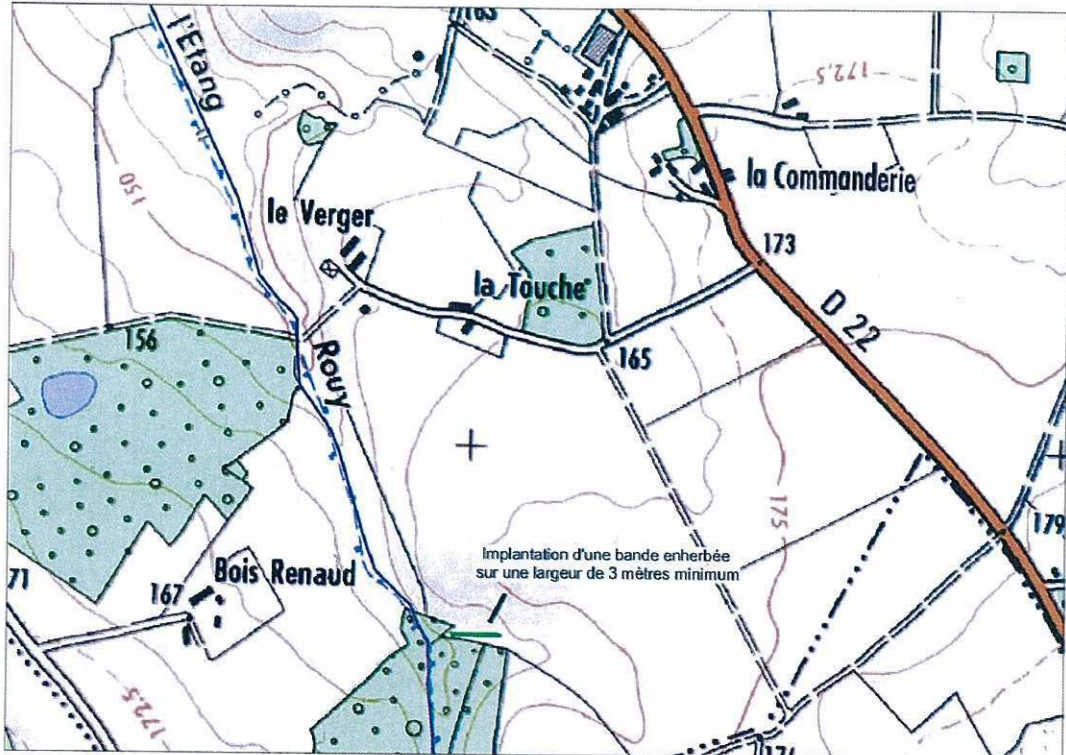 163
l'Etang
172,5
la Commanderie
150
le Verger
173
la Touche
D 22
156
165
Rouy
175
179
Implantation d'une bande enherbée
sur une largeur de 3 mètres minimum
71
Bois Renaud
167
172,5